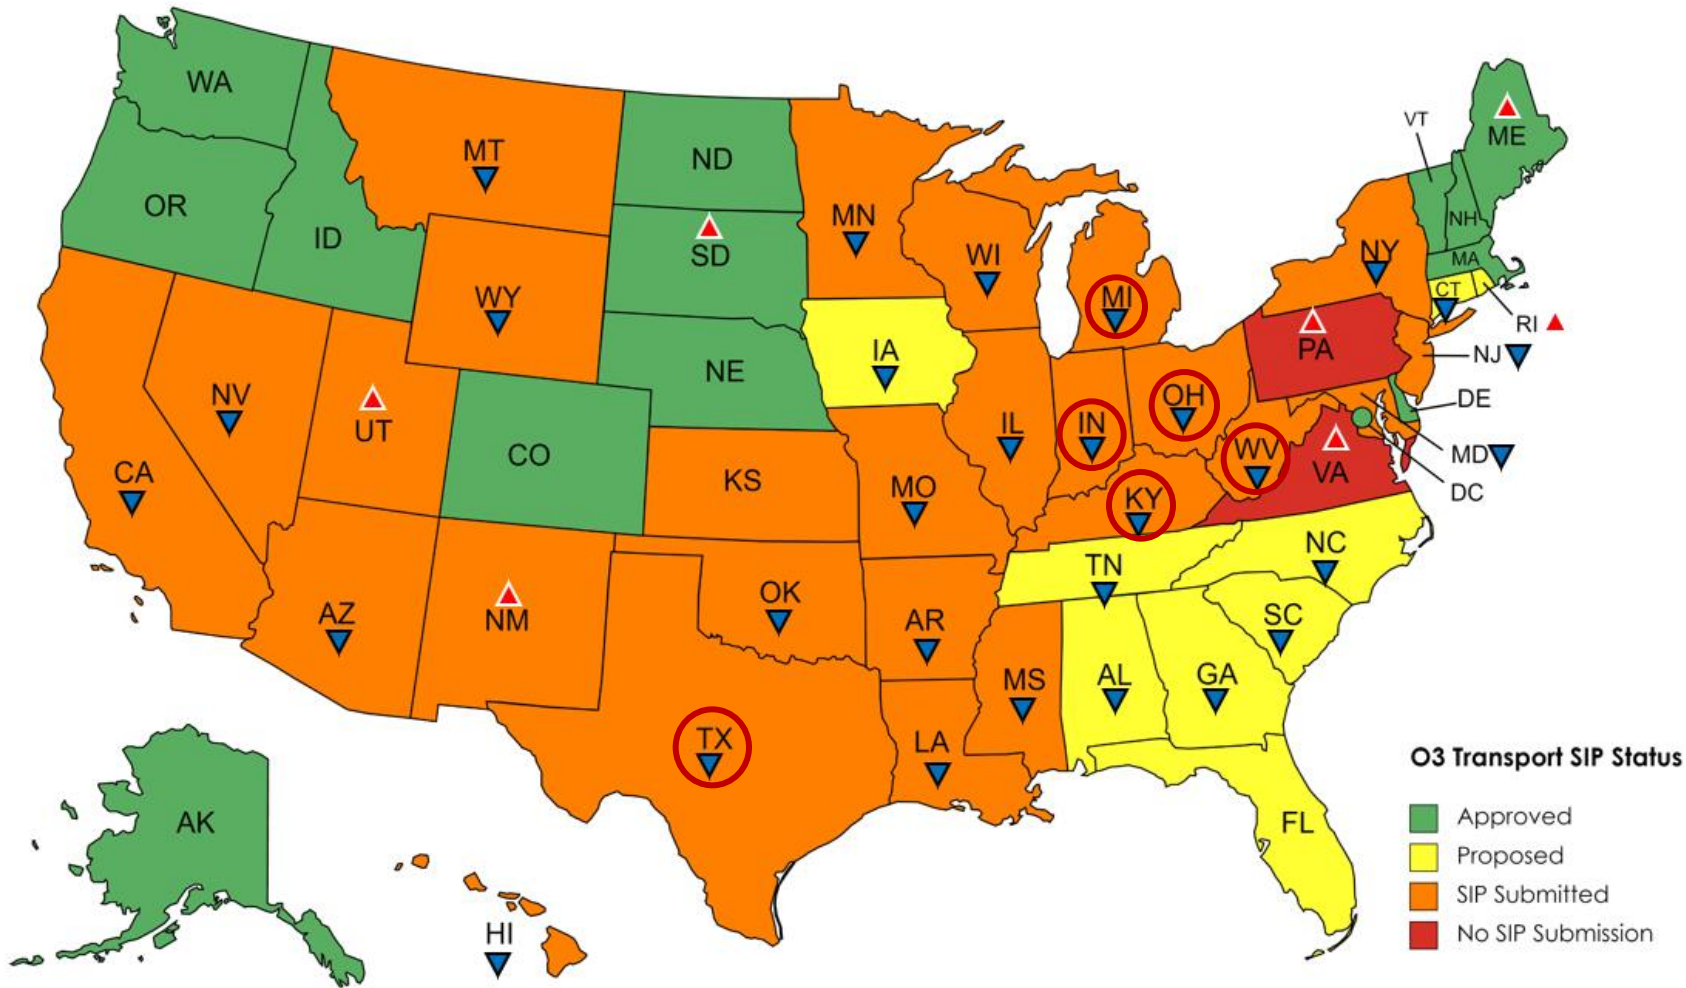 WA
MT
ND
VT
ME
OR
ID
SD
MN
WI
NH
NY
MA
CT
WY
MI
RI
PA
NJ
IA
NE
NV
UT
OH
DE
IL
IN
WV
MD
CO
VA
DC
CA
KS
MO
KY
NC
TN
AZ
NM
OK
AR
SC
MS
AL
GA
TX
LA
O3 Transport SIP Status
Approved
AK
FL
Proposed
SIP Submitted
HI
No SIP Submission